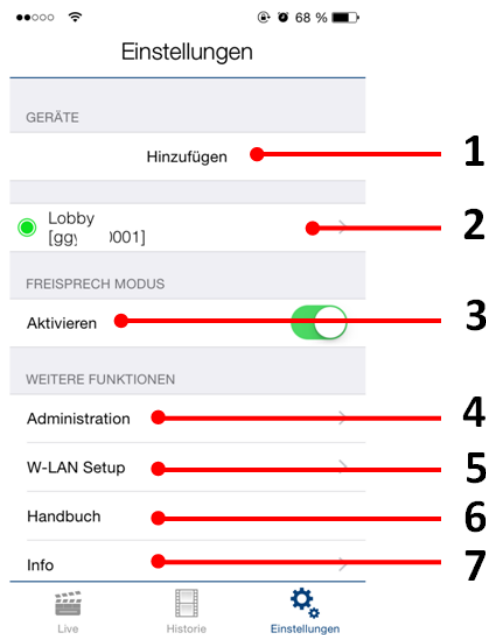 68 %
Einstellungen
GERÄTE
Hinzufügen
1
Lobby
2
FREISPRECH MODUS
Aktivieren
3
WEITERE FUNKTIONEN
Administration
4
W-LAN Setup
5
Handbuch
6
Info
7
Live
Historie
Einstellungen